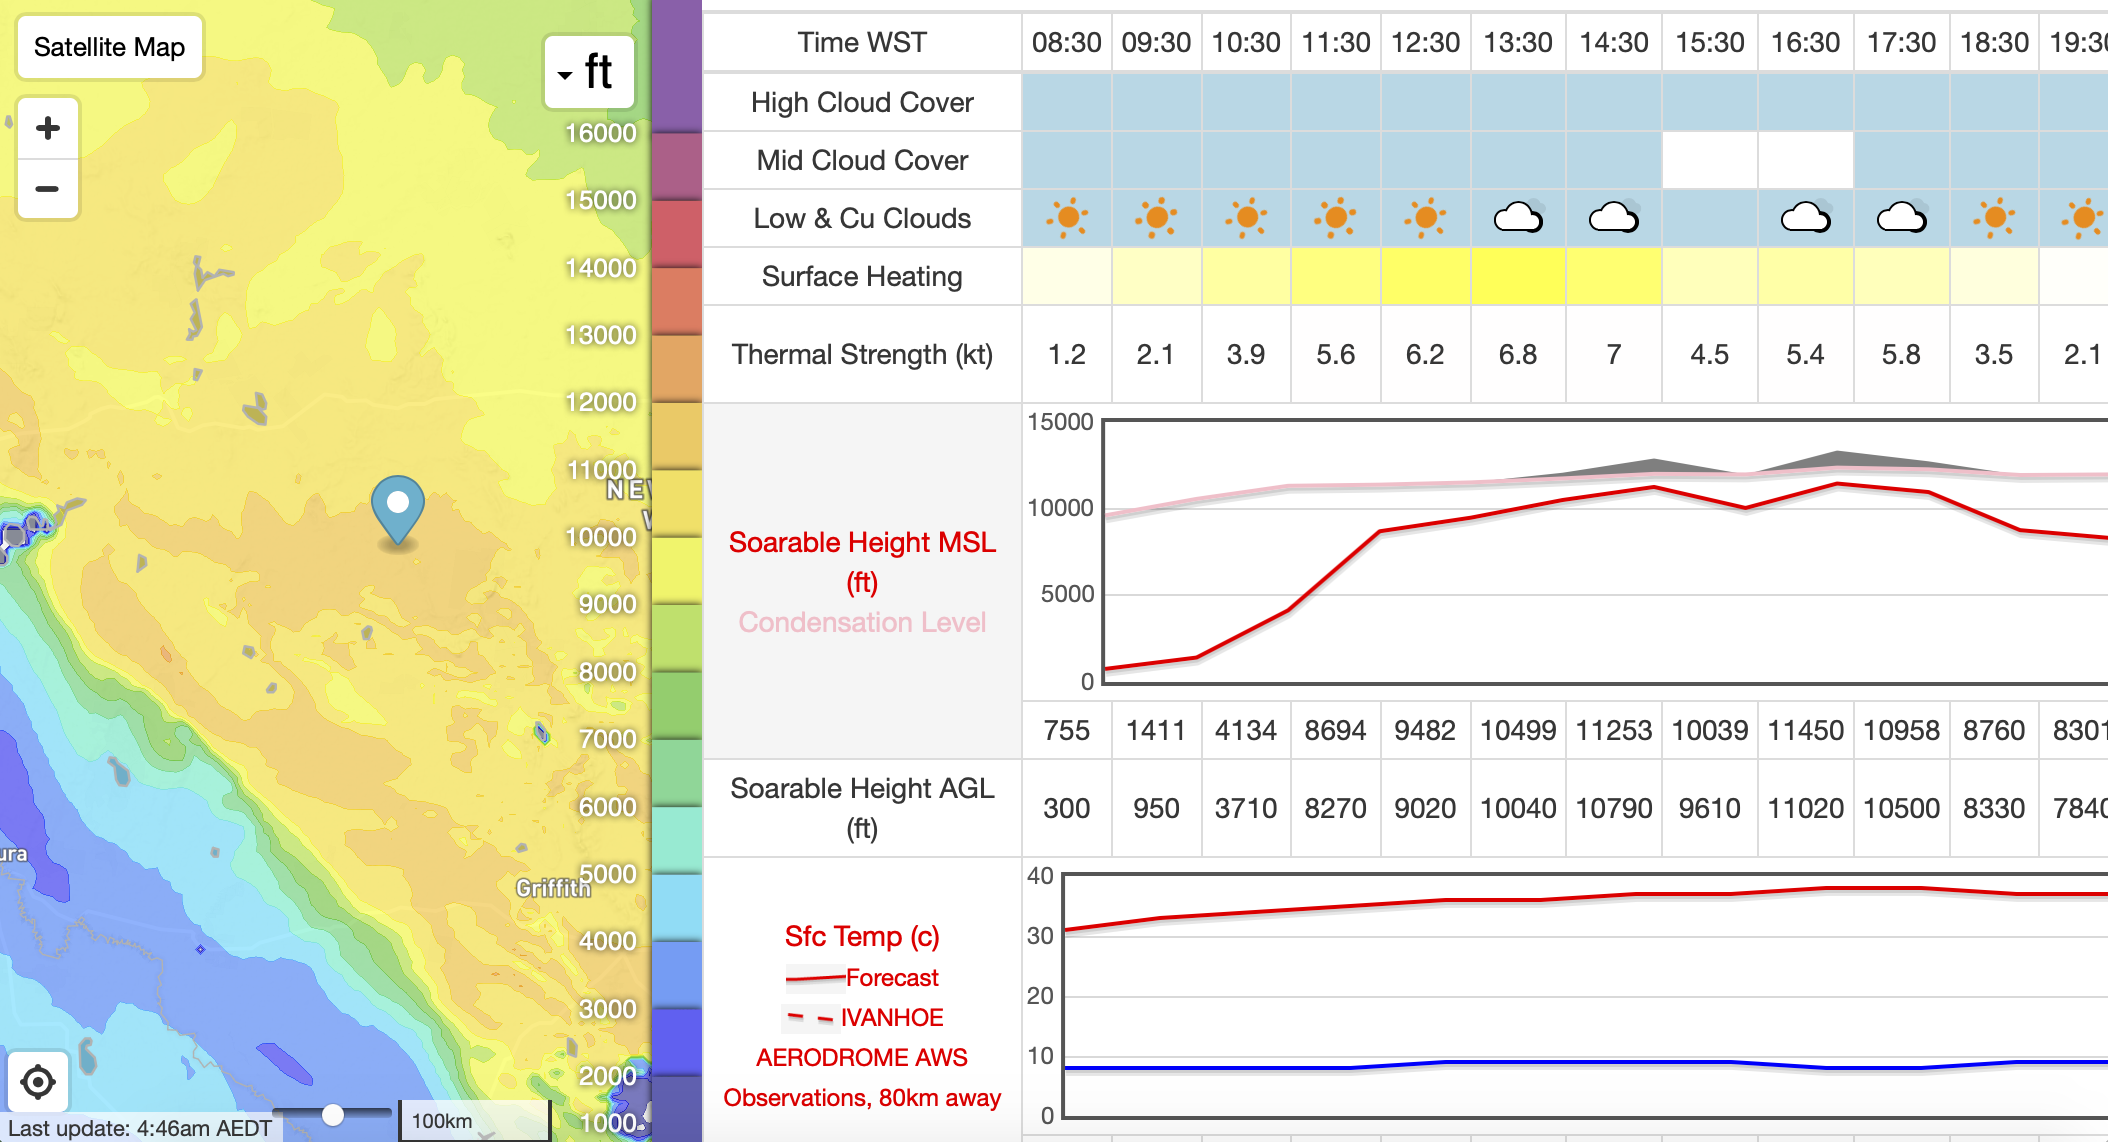 Satellite Map
+
−
ft
16000
15000
14000
13000
12000
11000
10000
9000
8000
7000
6000
5000
4000
3000
2000
1000
NEW
Griffith
ura
Last update: 4:46am AEDT
100km
Time WST 08:30 09:30 10:30 11:30 12:30 13:30 14:30 15:30 16:30 17:30 18:30 19:30
High Cloud Cover
Mid Cloud Cover
Low & Cu Clouds
Surface Heating
Thermal Strength (kt) 1.2 2.1 3.9 5.6 6.2 6.8 7 4.5 5.4 5.8 3.5 2.1
Soarable Height MSL
(ft)
Condensation Level
15000
10000
5000
0
755 1411 4134 8694 9482 10499 11253 10039 11450 10958 8760 8301
Soarable Height AGL
(ft)
300 950 3710 8270 9020 10040 10790 9610 11020 10500 8330 7840
Sfc Temp (c)
Forecast
IVANHOE
AERODROME AWS
Observations, 80km away
40
30
20
10
0